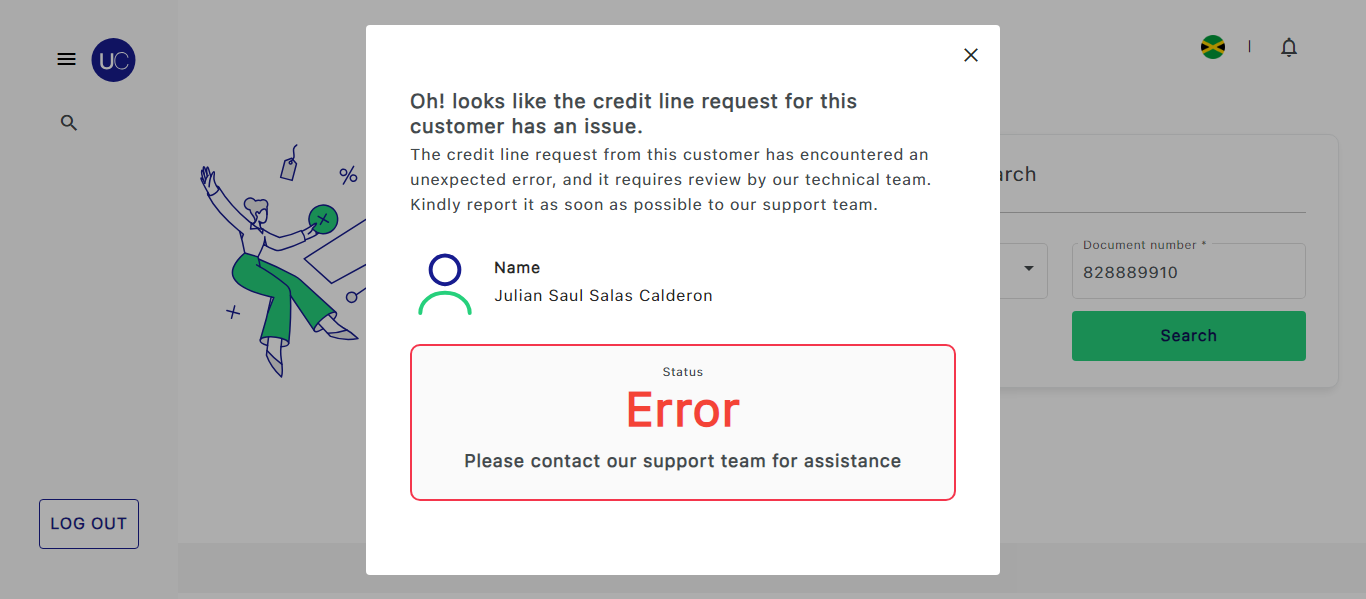 UC
Oh! looks like the credit line request for this
customer has an issue.
The credit line request from this customer has encountered an
unexpected error, and it requires review by our technical team.
Kindly report it as soon as possible to our support team.
Name
Julian Saul Salas Calderon
Status
Error
Please contact our support team for assistance
arch
Document number *
828889910
Search
%
LOG OUT